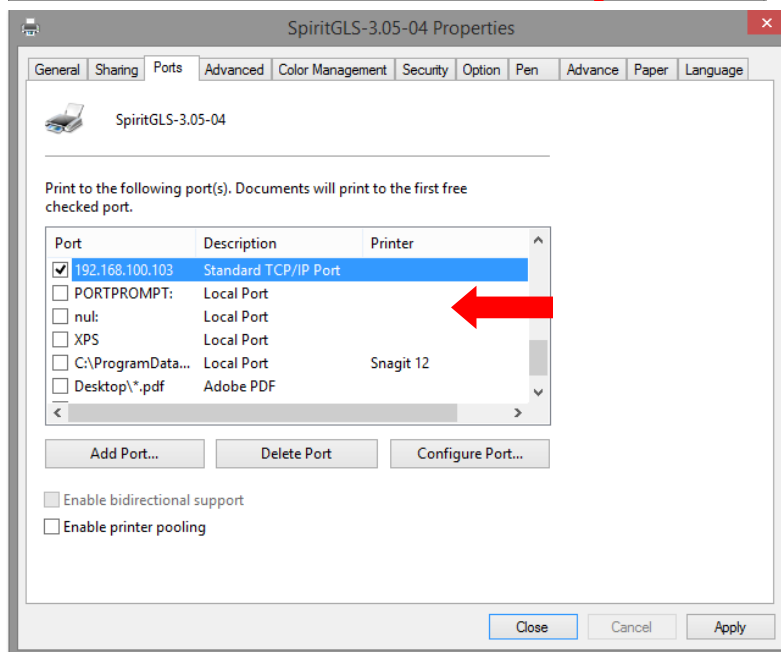 SpiritGLS-3.05-04 Properties
General Sharing Ports Advanced Color Management Security Option Pen Advance Paper Language
SpiritGLS-3.05-04
Print to the following port(s). Documents will print to the first free
checked port.
Port Description Printer
192.168.100.103 Standard TCP/IP Port
PORTPROMPT: Local Port
nul: Local Port
XPS Local Port
C:\ProgramData... Local Port Snagit 12
Desktop\*.pdf Adobe PDF
Add Port... Delete Port Configure Port...
Enable bidirectional support
Enable printer pooling
Close Cancel Apply